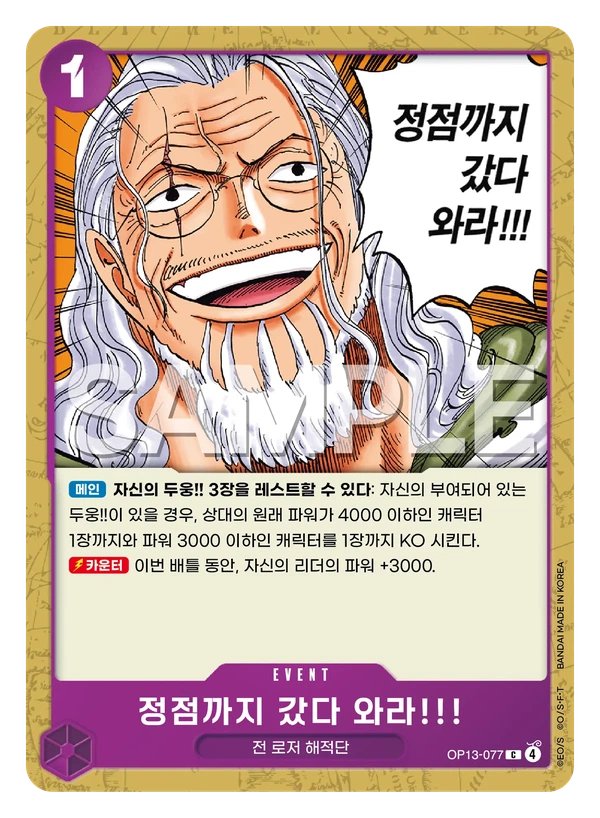 1
정점까지
갔다
와라!!!
SAMPLE
메인 자신의 두웅!! 3장을 레스트할 수 있다: 자신의 부여되어 있는
두웅!!이 있을 경우, 상대의 원래 파워가 4000 이하인 캐릭터
1장까지와 파워 3000 이하인 캐릭터를 1장까지 KO 시킨다.
카운터 이번 배틀 동안, 자신의 리더의 파워 +3000.
EVENT
정점까지 갔다 와라!!!
전 로저 해적단
OP13-077 C 4
©EO/S ©O/S·F·T BANDAI MADE IN KOREA